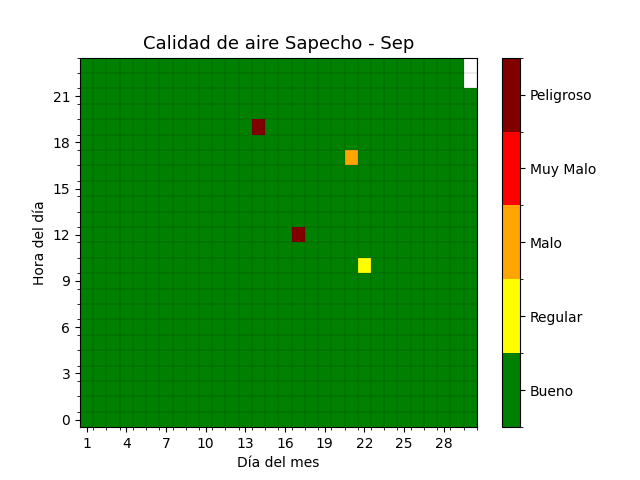 Calidad de aire Sapecho - Sep
Hora del día
21
18
15
12
9
6
3
0
1 4 7 10 13 16 19 22 25 28
Día del mes
Peligroso
Muy Malo
Malo
Regular
Bueno